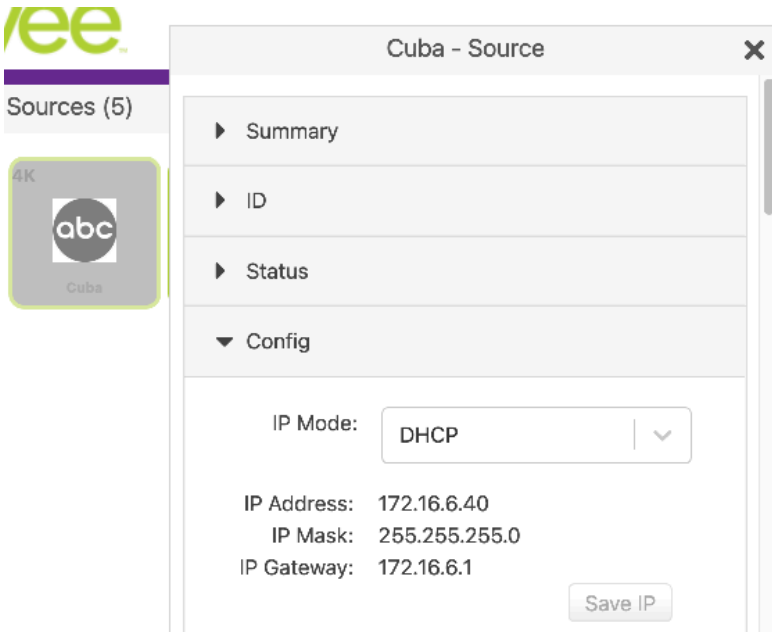 vee™
Cuba - Source
Sources (5)
4K
abc
Cuba
Summary
ID
Status
Config
IP Mode: DHCP
IP Address: 172.16.6.40
IP Mask: 255.255.255.0
IP Gateway: 172.16.6.1
Save IP